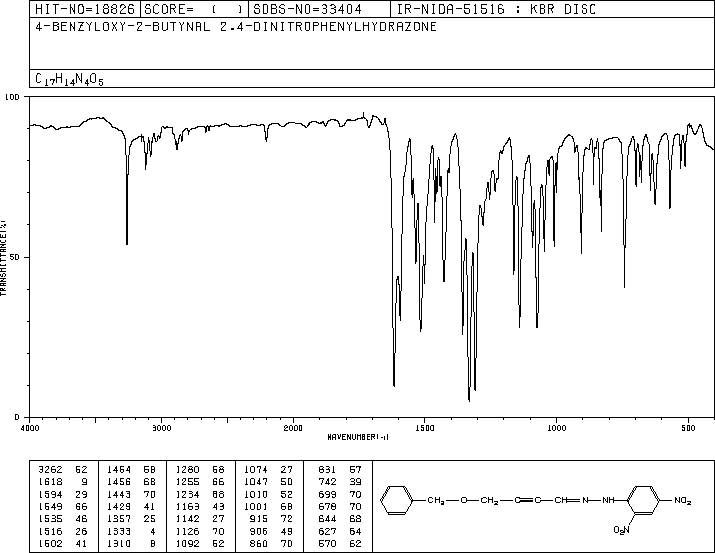 HIT-NO=18826 SCORE= ( ) SDBS-NO=33404 IR-NIDA-51516 : KBR DISC
4-BENZYLOXY-2-BUTYNAL 2,4-DINITROPHENYLHYDRAZONE
C17H14N4O5
100
50
0
TRANSMITTANCE(%)
4000 3000 2000 1500 1000 500
WAVENUMBER(-1)
3262 52 1464 58 1280 58 1074 27 831 57
1618 9 1456 68 1255 66 1047 50 742 39
1594 29 1443 70 1234 68 1010 52 699 70
1549 66 1429 41 1163 43 1001 68 678 70
1535 46 1357 25 1142 27 915 72 644 68
1516 26 1333 4 1126 70 906 49 627 64
1502 41 1310 8 1092 52 860 70 570 62
CH2 O CH2 C C CH N NH NO2
O2N